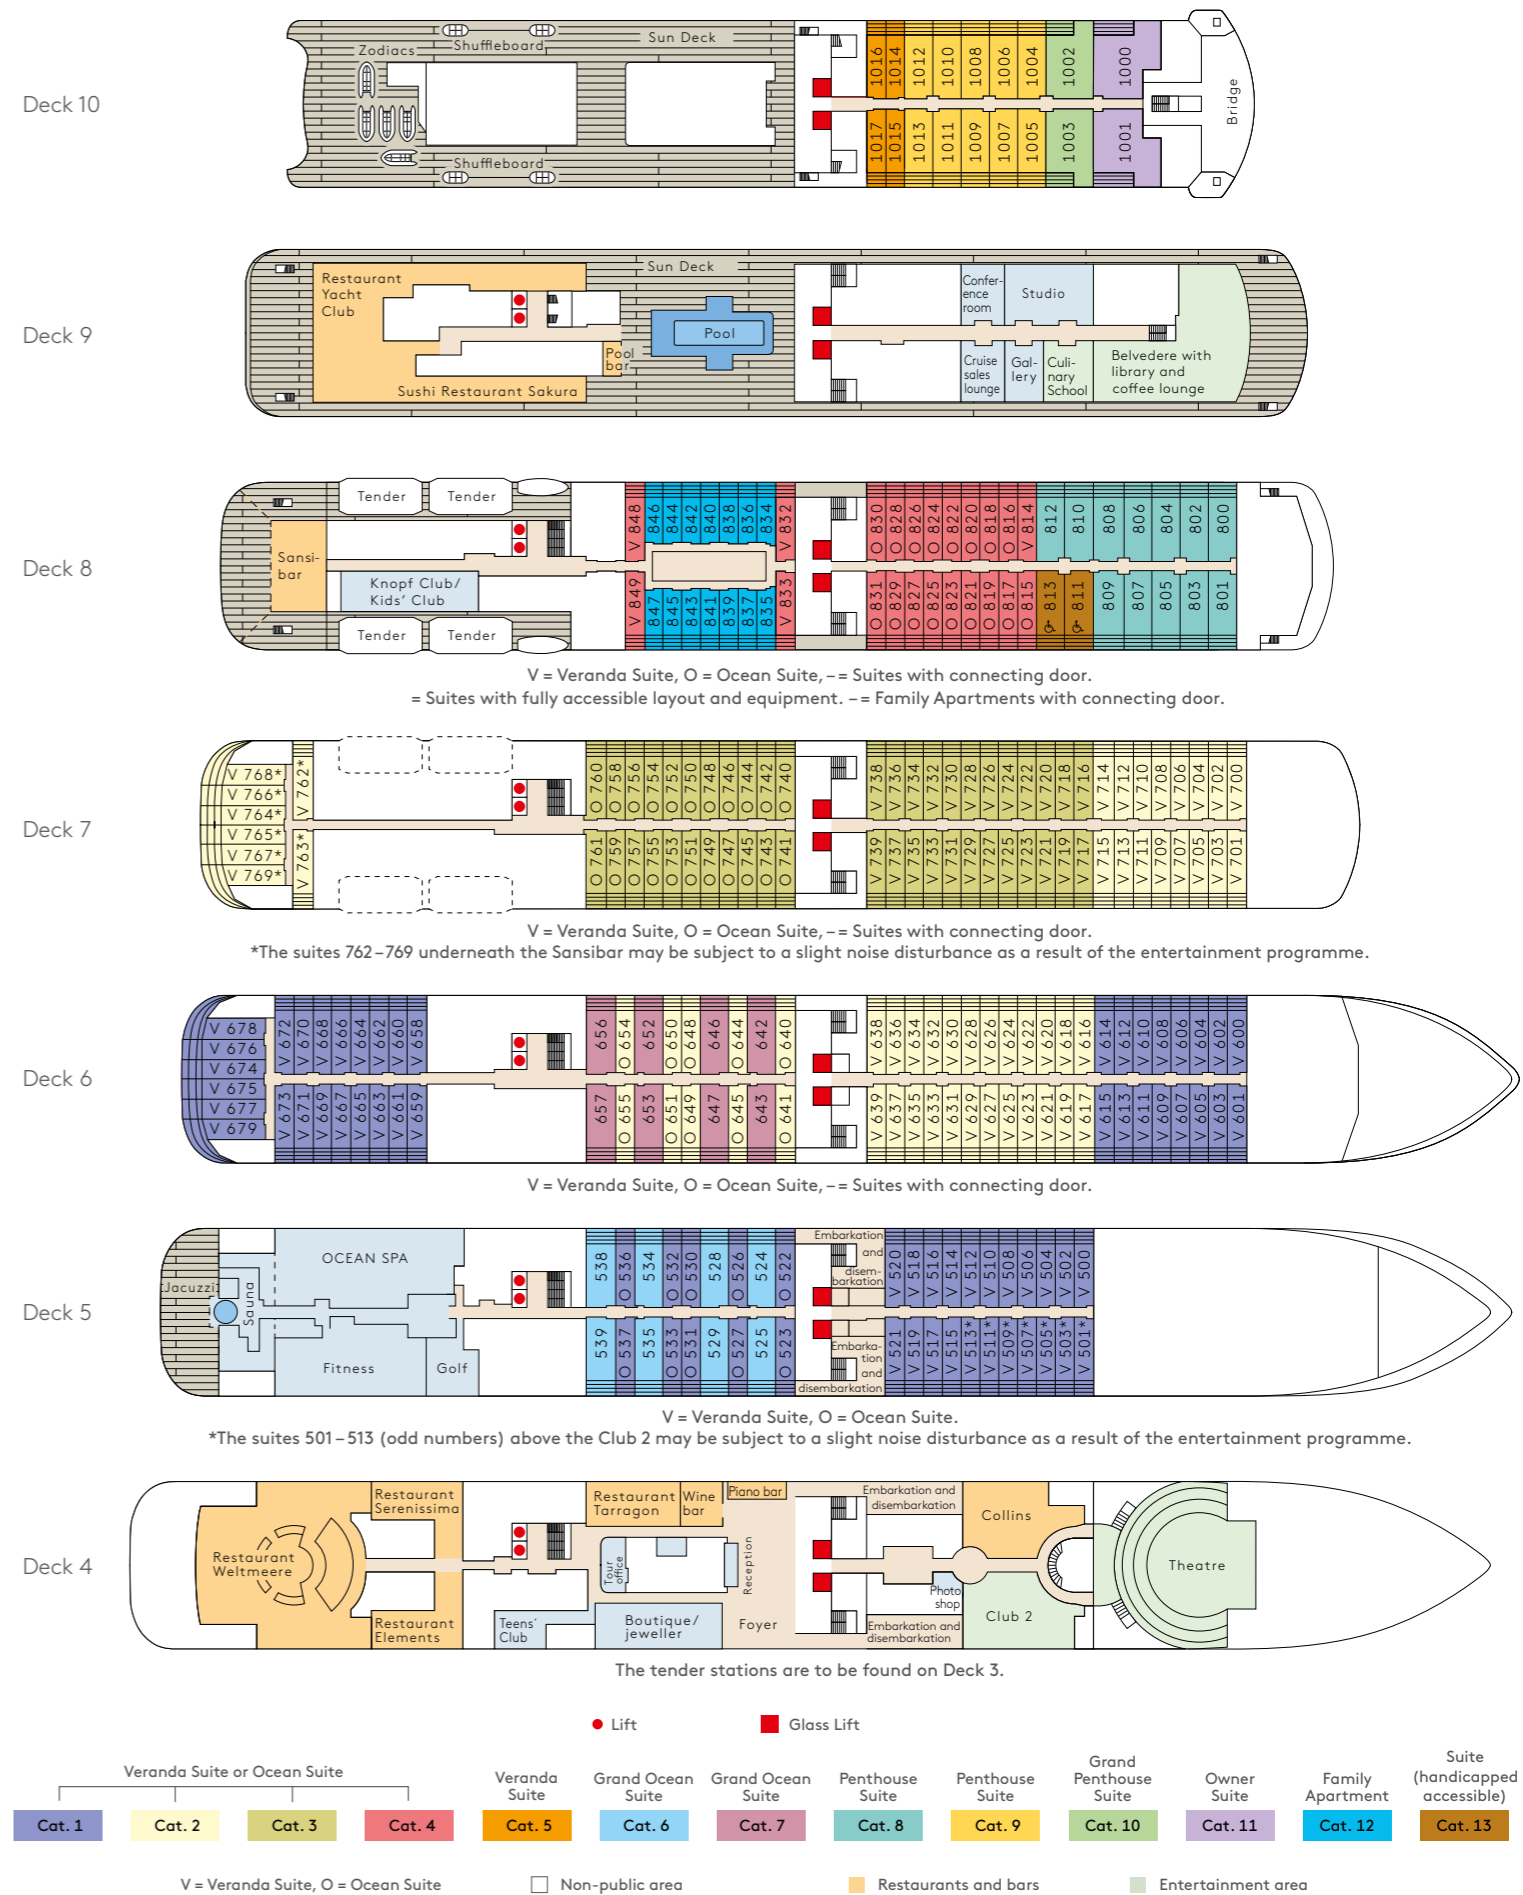 Deck 10
Zodiacs
Shuffleboard
Sun Deck
Shuffleboard
1016
1014
1012
1010
1008
1006
1004
1002
1000
1017
1015
1013
1011
1009
1007
1005
1003
1001
Bridge
Deck 9
Restaurant
Yacht
Club
Sun Deck
Pool
Pool
bar
Sushi Restaurant Sakura
Confer-
ence
room
Studio
Cruise
sales
lounge
Gal-
lery
Culi-
nary
School
Belvedere with
library and
coffee lounge
Deck 8
Tender
Tender
Sansi-
bar
Knopf Club/
Kids' Club
Tender
Tender
V 848
846
844
842
840
838
836
834
V 832
V 849
847
845
843
841
839
837
835
V 833
O 830
O 828
O 826
O 824
O 822
O 820
O 818
O 816
V 814
812
810
808
806
804
802
800
O 831
O 829
O 827
O 825
O 823
O 821
O 819
O 817
O 815
813
811
809
807
805
803
801
V = Veranda Suite, O = Ocean Suite, – = Suites with connecting door.
= Suites with fully accessible layout and equipment. – = Family Apartments with connecting door.
Deck 7
V 768*
V 766*
V 764*
V 765*
V 767*
V 769*
V 762*
V 763*
O 760
O 758
O 756
O 754
O 752
O 750
O 748
O 746
O 744
O 742
O 740
O 761
O 759
O 757
O 755
O 753
O 751
O 749
O 747
O 745
O 743
O 741
V 738
V 736
V 734
V 732
V 730
V 728
V 726
V 724
V 722
V 720
V 718
V 716
V 714
V 712
V 710
V 708
V 706
V 704
V 702
V 700
V 739
V 737
V 735
V 733
V 731
V 729
V 727
V 725
V 723
V 721
V 719
V 717
V 715
V 713
V 711
V 709
V 707
V 705
V 703
V 701
V = Veranda Suite, O = Ocean Suite, – = Suites with connecting door.
*The suites 762–769 underneath the Sansibar may be subject to a slight noise disturbance as a result of the entertainment programme.
Deck 6
V 678
V 676
V 674
V 675
V 677
V 679
V 672
V 670
V 668
V 666
V 664
V 662
V 660
V 658
V 673
V 671
V 669
V 667
V 665
V 663
V 661
V 659
656
O 654
652
O 650
O 648
646
O 644
642
O 640
657
O 655
653
O 651
O 649
647
O 645
643
O 641
V 638
V 636
V 634
V 632
V 630
V 628
V 626
V 624
V 622
V 620
V 618
V 616
V 614
V 612
V 610
V 608
V 606
V 604
V 602
V 600
V 639
V 637
V 635
V 633
V 631
V 629
V 627
V 625
V 623
V 621
V 619
V 617
V 615
V 613
V 611
V 609
V 607
V 605
V 603
V 601
V = Veranda Suite, O = Ocean Suite, – = Suites with connecting door.
Deck 5
Jacuzzi
Sauna
OCEAN SPA
Fitness
Golf
538
O 536
534
O 532
O 530
528
O 526
524
O 522
539
O 537
535
O 533
O 531
529
O 527
525
O 523
Embarkation
and
disem-
barkation
Embarka-
tion
and
disembarkation
V 520
V 518
V 516
V 514
V 512
V 510
V 508
V 506
V 504
V 502
V 500
V 521
V 519
V 517
V 515
V 513*
V 511*
V 509*
V 507*
V 505*
V 503*
V 501*
V = Veranda Suite, O = Ocean Suite.
*The suites 501–513 (odd numbers) above the Club 2 may be subject to a slight noise disturbance as a result of the entertainment programme.
Deck 4
Restaurant
Weltmeere
Restaurant
Serenissima
Restaurant
Elements
Teens'
Club
Restaurant
Tarragon
Wine
bar
Piano bar
Tour
office
Reception
Boutique/
jeweller
Foyer
Embarkation and
disembarkation
Photo
shop
Embarkation and
disembarkation
Collins
Club 2
Theatre
The tender stations are to be found on Deck 3.
Lift
Glass Lift
Veranda Suite or Ocean Suite
Veranda
Suite
Grand Ocean
Suite
Grand Ocean
Suite
Penthouse
Suite
Penthouse
Suite
Grand
Penthouse
Suite
Owner
Suite
Family
Apartment
Suite
(handicapped
accessible)
Cat. 1
Cat. 2
Cat. 3
Cat. 4
Cat. 5
Cat. 6
Cat. 7
Cat. 8
Cat. 9
Cat. 10
Cat. 11
Cat. 12
Cat. 13
V = Veranda Suite, O = Ocean Suite
Non-public area
Restaurants and bars
Entertainment area